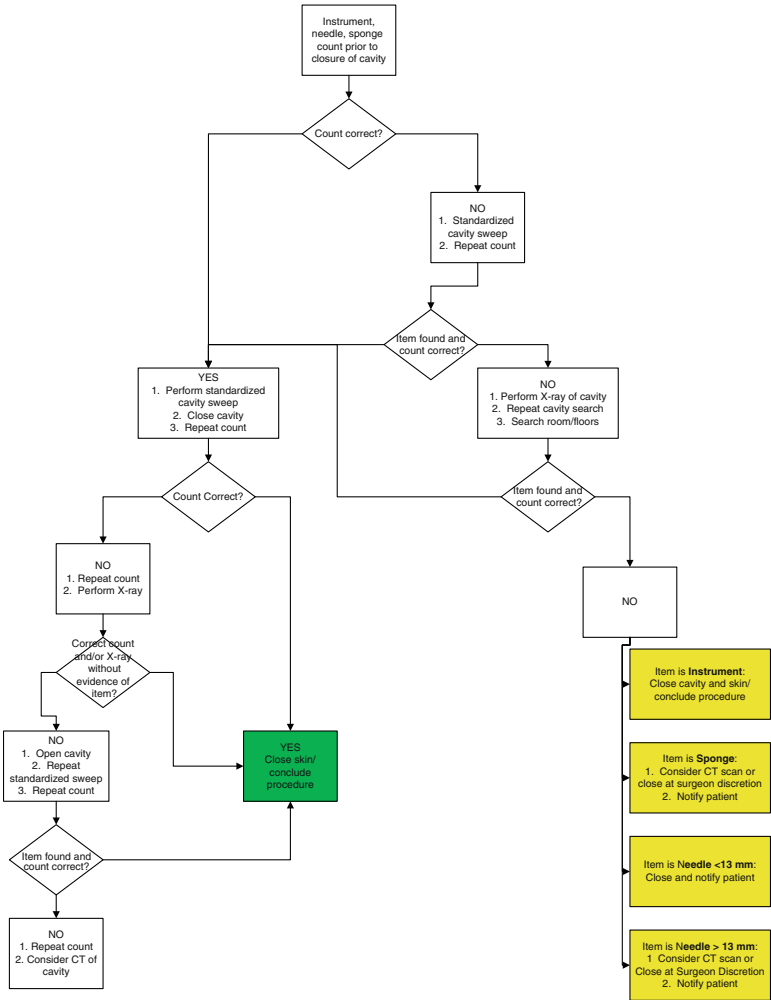 Instrument,
needle, sponge
count prior to
closure of cavity
Count correct?
NO
1. Standardized
cavity sweep
2. Repeat count
Item found and
count correct?
YES
1. Perform standardized
cavity sweep
2. Close cavity
3. Repeat count
NO
1. Perform X-ray of cavity
2. Repeat cavity search
3. Search room/floors
Count Correct?
Item found and
count correct?
NO
1. Repeat count
2. Perform X-ray
NO
Correct count
and/or X-ray
without
evidence of
item?
Item is Instrument:
Close cavity and skin/
conclude procedure
NO
1. Open cavity
2. Repeat
standardized sweep
3. Repeat count
YES
Close skin/
conclude
procedure
Item is Sponge:
1. Consider CT scan or
close at surgeon discretion
2. Notify patient
Item found and
count correct?
Item is Needle <13 mm:
Close and notify patient
NO
1. Repeat count
2. Consider CT of
cavity
Item is Needle > 13 mm:
1 Consider CT scan or
Close at Surgeon Discretion
2. Notify patient